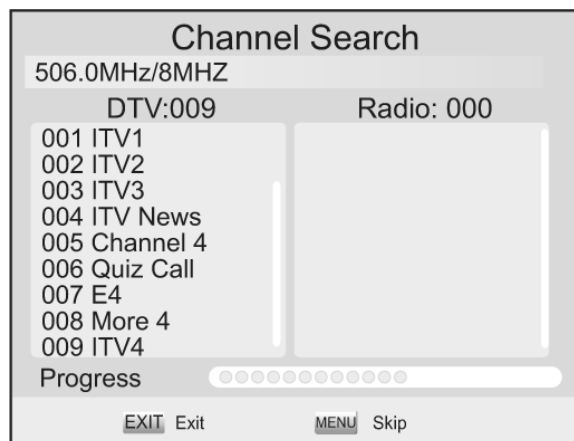 Channel Search
506.0MHz/8MHZ
DTV:009
Radio: 000
001 ITV1
002 ITV2
003 ITV3
004 ITV News
005 Channel 4
006 Quiz Call
007 E4
008 More 4
009 ITV4
Progress
EXIT Exit
MENU Skip